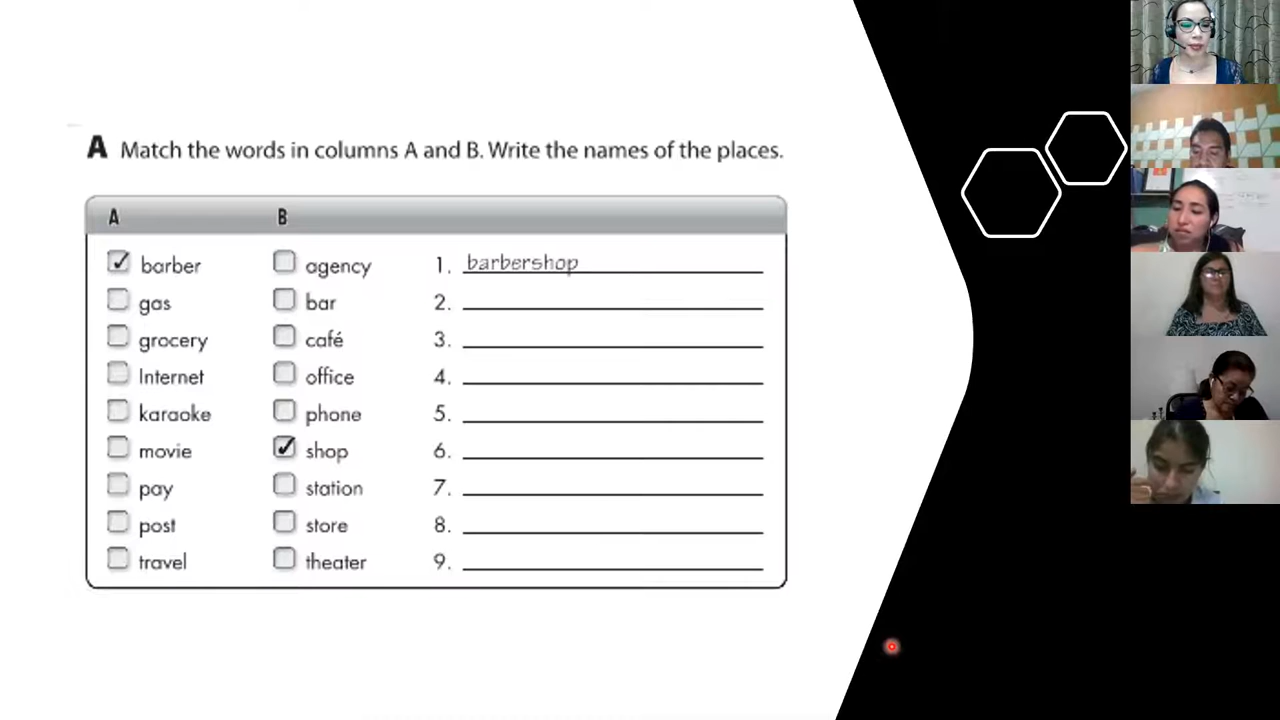 A Match the words in columns A and B. Write the names of the places.
A B
✓ barber agency 1. barbershop
gas bar 2.
grocery café 3.
Internet office 4.
karaoke phone 5.
movie ✓ shop 6.
pay station 7.
post store 8.
travel theater 9.